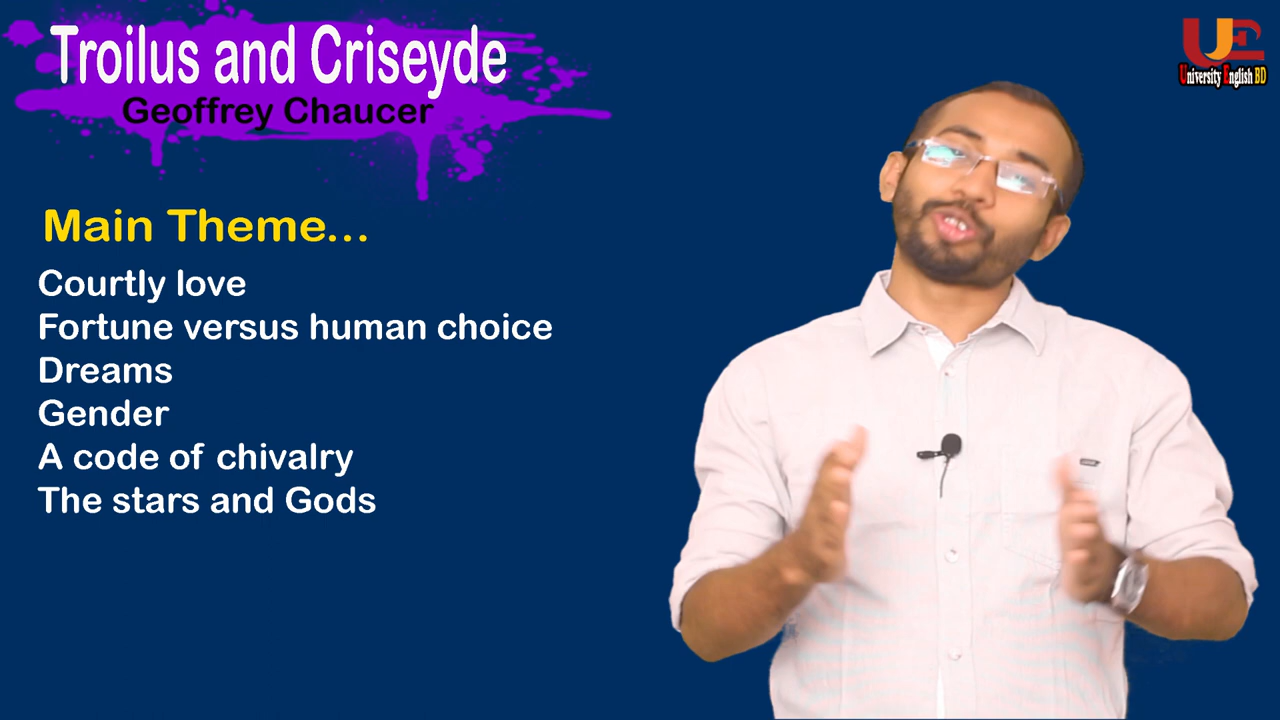 Troilus and Criseyde
Geoffrey Chaucer
UE
University English BD
Main Theme...
Courtly love
Fortune versus human choice
Dreams
Gender
A code of chivalry
The stars and Gods